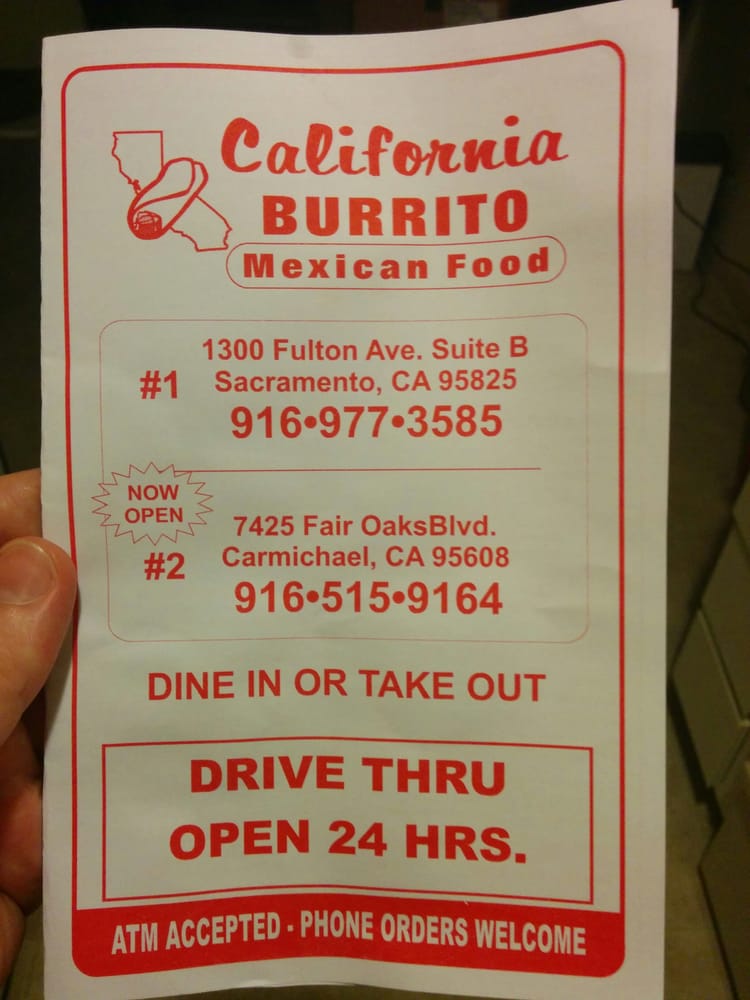 California
BURRITO
Mexican Food
#1
1300 Fulton Ave. Suite B
Sacramento, CA 95825
916•977•3585
NOW
OPEN
#2
7425 Fair OaksBlvd.
Carmichael, CA 95608
916•515•9164
DINE IN OR TAKE OUT
DRIVE THRU
OPEN 24 HRS.
ATM ACCEPTED - PHONE ORDERS WELCOME